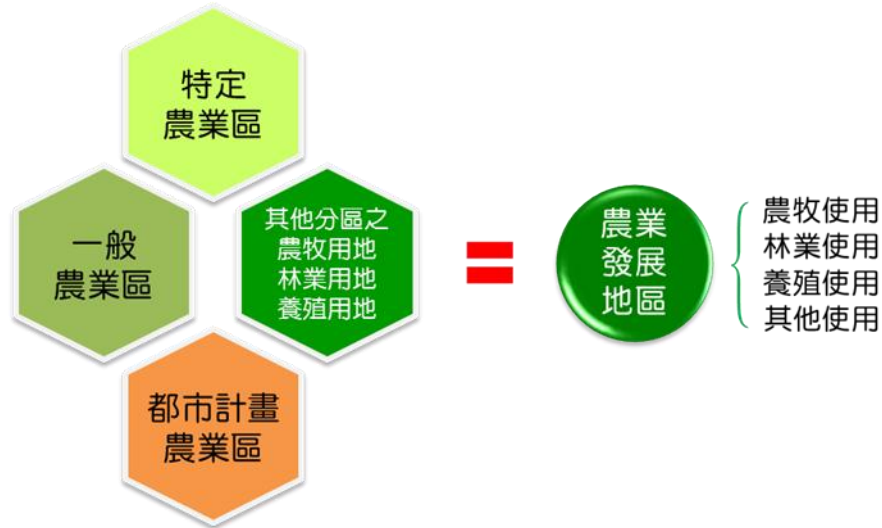 特定
農業區
一般
農業區
其他分區之
農牧用地
林業用地
養殖用地
都市計畫
農業區
=
農業
發展
地區
農牧使用
林業使用
養殖使用
其他使用